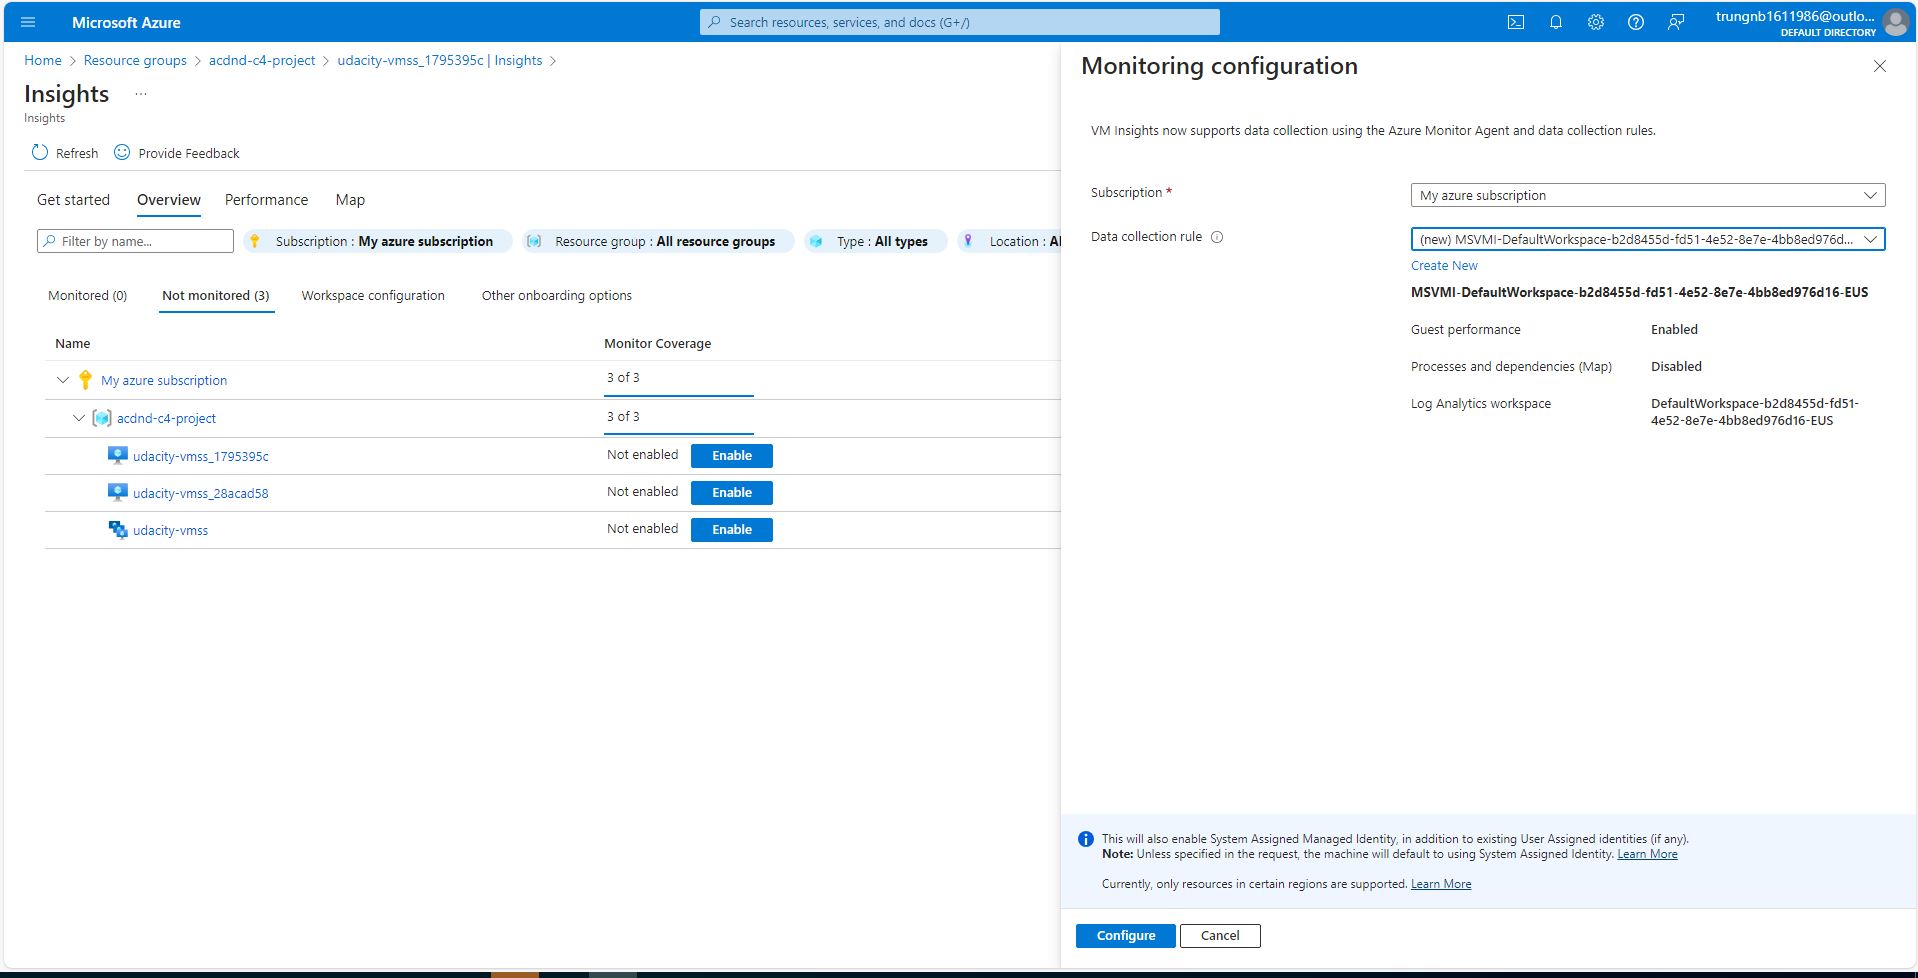 Microsoft Azure
Search resources, services, and docs (G+/)
trungnb1611986@outlo...
DEFAULT DIRECTORY
Home > Resource groups > acdnd-c4-project > udacity-vmss_1795395c | Insights >
Insights ...
Insights
Refresh Provide Feedback
Get started Overview Performance Map
Filter by name... Subscription : My azure subscription Resource group : All resource groups Type : All types Location : Al
Monitored (0) Not monitored (3) Workspace configuration Other onboarding options
Name Monitor Coverage
My azure subscription 3 of 3
acdnd-c4-project 3 of 3
udacity-vmss_1795395c Not enabled Enable
udacity-vmss_28acad58 Not enabled Enable
udacity-vmss Not enabled Enable
Monitoring configuration
VM Insights now supports data collection using the Azure Monitor Agent and data collection rules.
Subscription * My azure subscription
Data collection rule (new) MSVMI-DefaultWorkspace-b2d8455d-fd51-4e52-8e7e-4bb8ed976d...
Create New
MSVMI-DefaultWorkspace-b2d8455d-fd51-4e52-8e7e-4bb8ed976d16-EUS
Guest performance Enabled
Processes and dependencies (Map) Disabled
Log Analytics workspace DefaultWorkspace-b2d8455d-fd51-
4e52-8e7e-4bb8ed976d16-EUS
This will also enable System Assigned Managed Identity, in addition to existing User Assigned identities (if any).
Note: Unless specified in the request, the machine will default to using System Assigned Identity. Learn More
Currently, only resources in certain regions are supported. Learn More
Configure Cancel